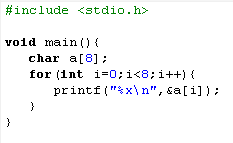 #include <stdio.h>
void main(){
char a[8];
for(int i=0;i<8;i++){
printf("%x\n",&a[i]);
}
}